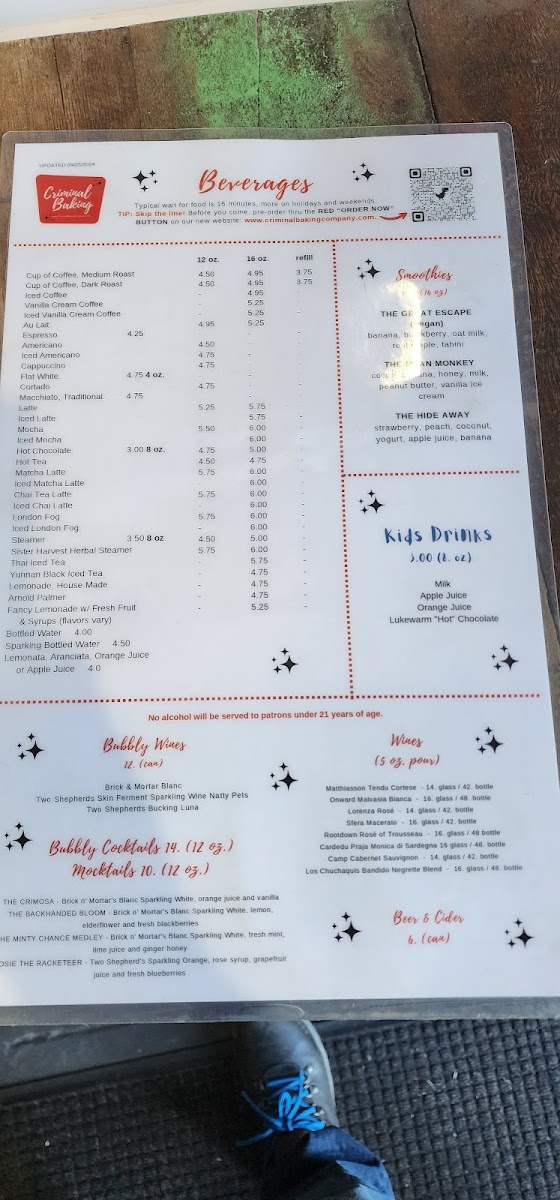 UPDATED 09/25/2024
Criminal
Baking
Beverages
Typical wait for food is 15 minutes, more on holidays and weekends
TIP: Skip the line! Before you come, pre-order thru the RED "ORDER NOW"
BUTTON on our new website: www.criminalbakingcompany.com.
12 oz. 16 oz. refill
Cup of Coffee, Medium Roast 4.50 4.95 3.75
Cup of Coffee, Dark Roast 4.50 4.95 3.75
Iced Coffee - 4.95 -
Vanilla Cream Coffee - 5.25 -
Iced Vanilla Cream Coffee - 5.25 -
Au Lait 4.95 5.25 -
Espresso 4.25
Americano 4.50 - -
Iced Americano 4.75 - -
Cappuccino 4.75 - -
Flat White. 4.75 4 oz.
Cortado 4.75 - -
Macchiato, Traditional 4.75
Latte 5.25 5.75 -
Iced Latte - 5.75 -
Mocha 5.50 6.00 -
Iced Mocha 6.00 -
Hot Chocolate 3.00 8 oz. 4.75 5.00 -
Hot Tea 4.50 4.75 -
Matcha Latte 5.75 6.00 -
Iced Matcha Latte 6.00 -
Chai Tea Latte 5.75 6.00 -
Iced Chai Latte - 6.00 -
London Fog 5.75 6.00 -
Iced London Fog - 6.00 -
Steamer 3.50 8 oz. 4.50 5.00 -
Sister Harvest Herbal Steamer 5.75 6.00 -
Thai Iced Tea - 5.75 -
Yunnan Black Iced Tea - 4.75 -
Lemonade, House Made - 4.75 -
Arnold Palmer - 4.75 -
Fancy Lemonade w/ Fresh Fruit - 5.25 -
& Syrups (flavors vary)
Bottled Water 4.00
Sparking Bottled Water 4.50
Lemonata, Aranciata, Orange Juice
or Apple Juice 4.0
Smoothies
(16 oz)
THE GREAT ESCAPE
(vegan)
banana, blackberry, oat milk,
apple, tahini
THE MONKEY
honey, milk,
peanut butter, vanilla ice
cream
THE HIDE AWAY
strawberry, peach, coconut,
yogurt, apple juice, banana
Kids Drinks
3.00 (8. oz)
Milk
Apple Juice
Orange Juice
Lukewarm "Hot" Chocolate
No alcohol will be served to patrons under 21 years of age.
Bubbly Wines
12. (can)
Brick & Mortar Blanc
Two Shepherds Skin Ferment Sparkling Wine Natty Pets
Two Shepherds Bucking Luna
Bubbly Cocktails 14. (12 oz.)
Mocktails 10. (12 oz.)
THE CRIMOSA - Brick n' Mortar's Blanc Sparkling White, orange juice and vanilla
THE BACKHANDED BLOOM - Brick n' Mortar's Blanc Sparkling White, lemon,
elderflower and fresh blackberries
HE MINTY CHANCE MEDLEY - Brick n' Mortar's Blanc Sparkling White, fresh mint,
lime juice and ginger honey
OSIE THE RACKETEER - Two Shepherd's Sparkling Orange, rose syrup, grapefruit
juice and fresh blueberries
Wines
(5 oz. pour)
Matthiasson Tendu Cortese - 14. glass / 42. bottle
Onward Malvasia Bianca - 16. glass / 48. bottle
Lorenza Rosé - 14. glass / 42. bottle
Sfera Macerato - 16. glass / 42. bottle
Rootdown Rosé of Trousseau - 16. glass / 48 bottle
Cardedu Praja Monica di Sardegna 16 glass / 48. bottle
Camp Cabernet Sauvignon - 14. glass / 42. bottle
Los Chuchaquis Bandido Negrette Blend - 16. glass / 48. bottle
Beer & Cider
6. (can)